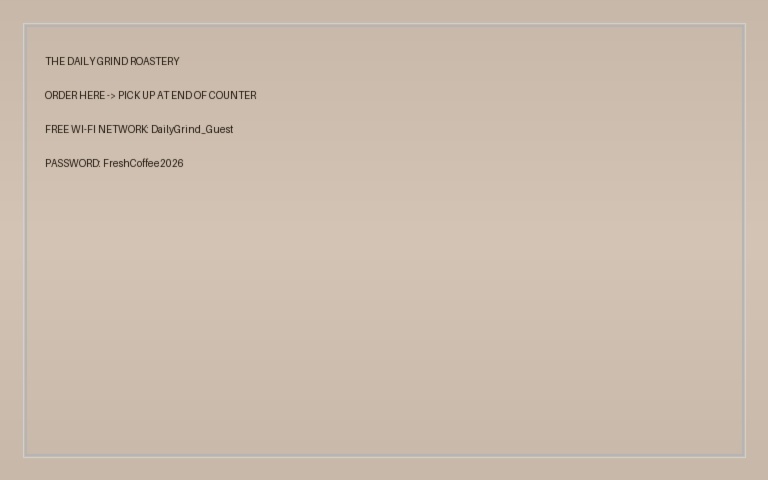 THE DAILY GRIND ROASTERY
ORDER HERE -> PICK UP AT END OF COUNTER
FREE WI-FI NETWORK: DailyGrind_Guest
PASSWORD: FreshCoffee2026